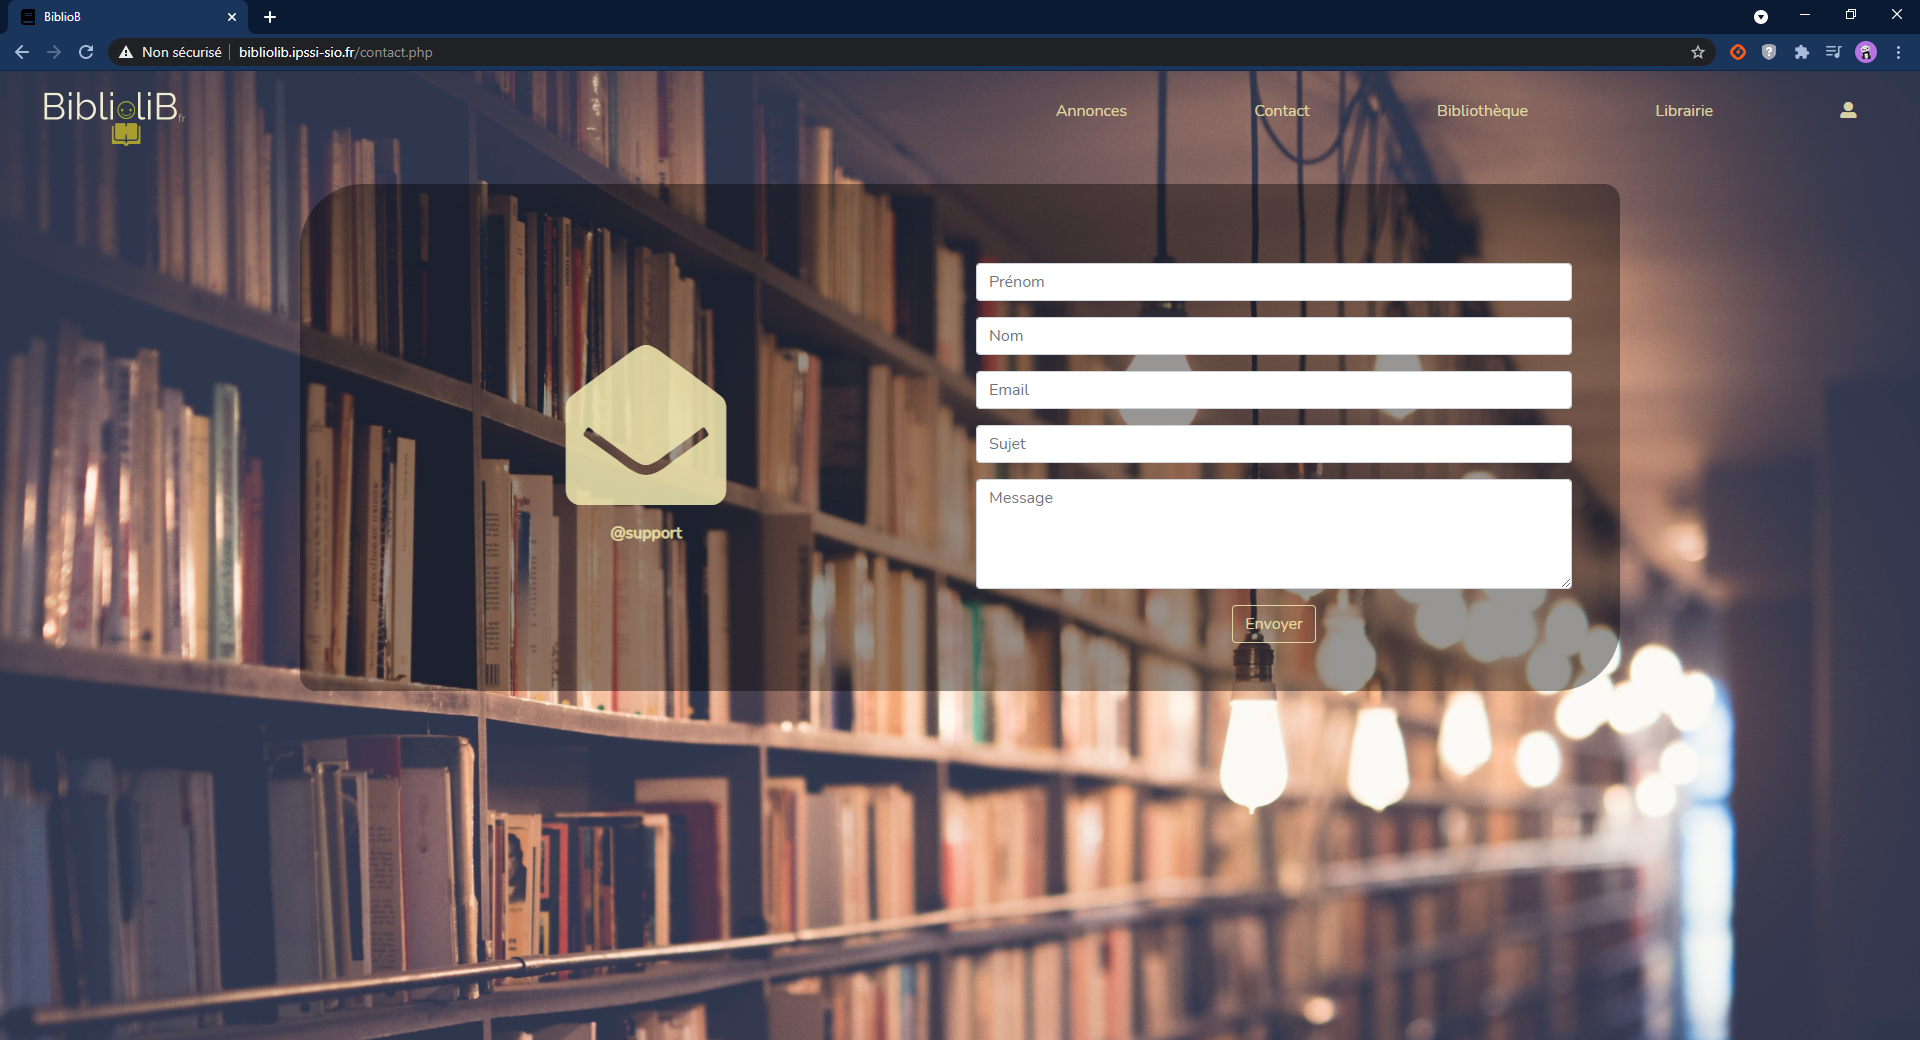 BiblioB
Non sécurisé bibliolib.ipssi-sio.fr/contact.php
BiblioliB.fr
Annonces
Contact
Bibliothèque
Librairie
Prénom
Nom
Email
Sujet
Message
@support
Envoyer